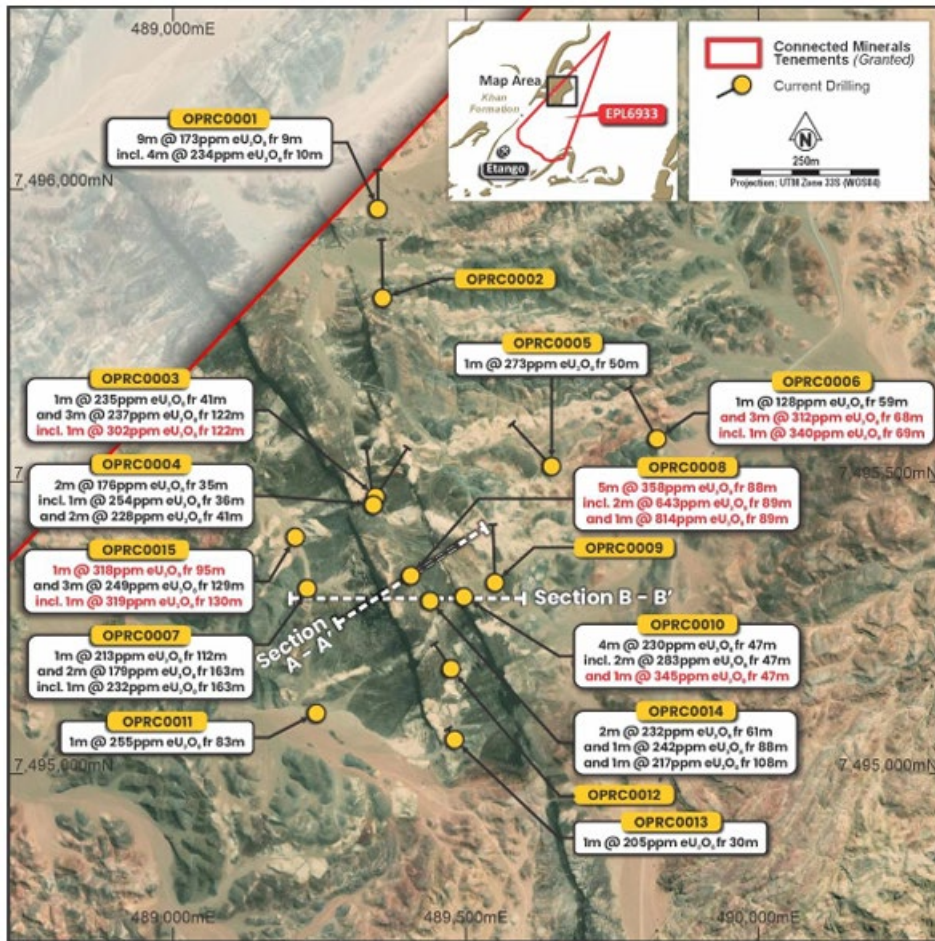 489,000mE
Map Area
Khan
Formation
EPL6933
Etango
Connected Minerals
Tenements (Granted)
Current Drilling
N
250m
Projection: UTM Zone 33S (WGS84)
OPRC0001
9m @ 173ppm eU₃O₈ fr 9m
incl. 4m @ 234ppm eU₃O₈ fr 10m
7,496,000mN
OPRC0002
OPRC0005
1m @ 273ppm eU₃O₈ fr 50m
OPRC0003
1m @ 235ppm eU₃O₈ fr 41m
and 3m @ 237ppm eU₃O₈ fr 122m
incl. 1m @ 302ppm eU₃O₈ fr 122m
OPRC0006
1m @ 128ppm eU₃O₈ fr 59m
and 3m @ 312ppm eU₃O₈ fr 68m
incl. 1m @ 340ppm eU₃O₈ fr 69m
OPRC0004
2m @ 176ppm eU₃O₈ fr 35m
incl. 1m @ 254ppm eU₃O₈ fr 36m
and 2m @ 228ppm eU₃O₈ fr 41m
OPRC0008
5m @ 358ppm eU₃O₈ fr 88m
incl. 2m @ 643ppm eU₃O₈ fr 89m
and 1m @ 814ppm eU₃O₈ fr 89m
7,495,500mN
OPRC0015
1m @ 318ppm eU₃O₈ fr 95m
and 3m @ 249ppm eU₃O₈ fr 129m
incl. 1m @ 319ppm eU₃O₈ fr 130m
OPRC0009
Section B - B'
Section
A - A'
OPRC0007
1m @ 213ppm eU₃O₈ fr 112m
and 2m @ 179ppm eU₃O₈ fr 163m
incl. 1m @ 232ppm eU₃O₈ fr 163m
OPRC0010
4m @ 230ppm eU₃O₈ fr 47m
incl. 2m @ 283ppm eU₃O₈ fr 47m
and 1m @ 345ppm eU₃O₈ fr 47m
OPRC0011
1m @ 255ppm eU₃O₈ fr 83m
OPRC0014
2m @ 232ppm eU₃O₈ fr 61m
and 1m @ 242ppm eU₃O₈ fr 88m
and 1m @ 217ppm eU₃O₈ fr 108m
7,495,000mN
7,495,000mN
OPRC0012
OPRC0013
1m @ 205ppm eU₃O₈ fr 30m
489,000mE
489,500mE
490,000mE